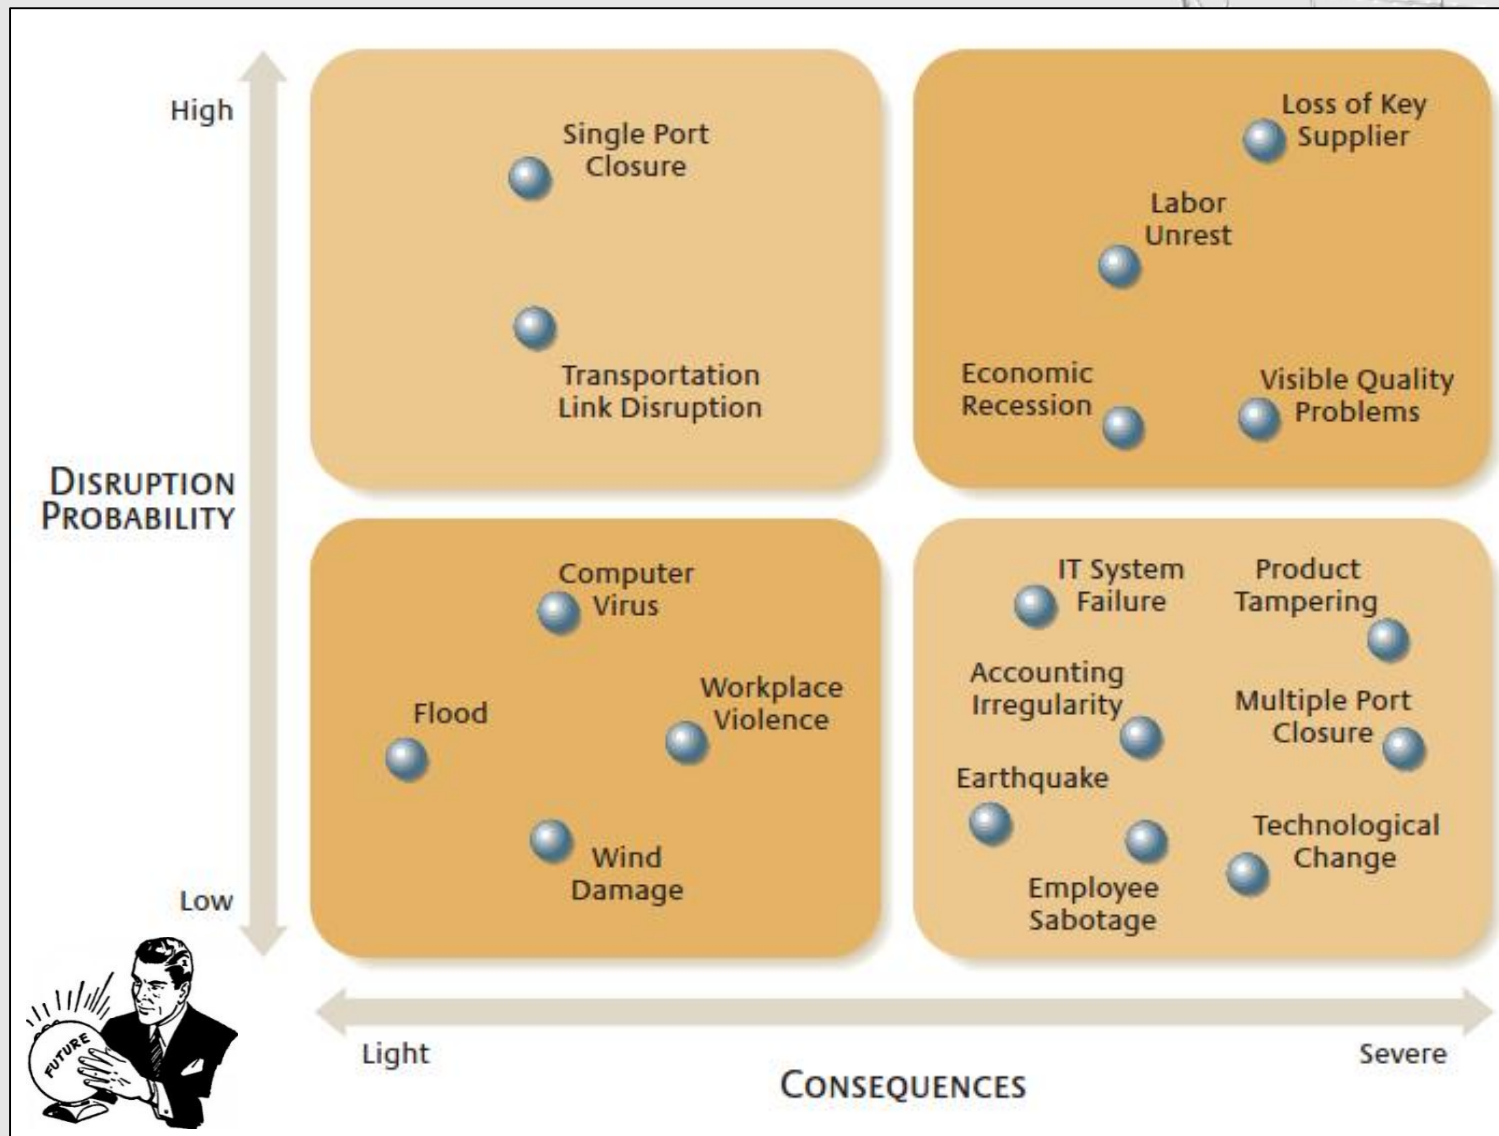 High
Single Port
Closure
Transportation
Link Disruption
Loss of Key
Supplier
Labor
Unrest
Economic
Recession
Visible Quality
Problems
DISRUPTION
PROBABILITY
Computer
Virus
Flood
Workplace
Violence
Wind
Damage
IT System
Failure
Product
Tampering
Accounting
Irregularity
Multiple Port
Closure
Earthquake
Technological
Change
Employee
Sabotage
Low
FUTURE
Light
Severe
CONSEQUENCES